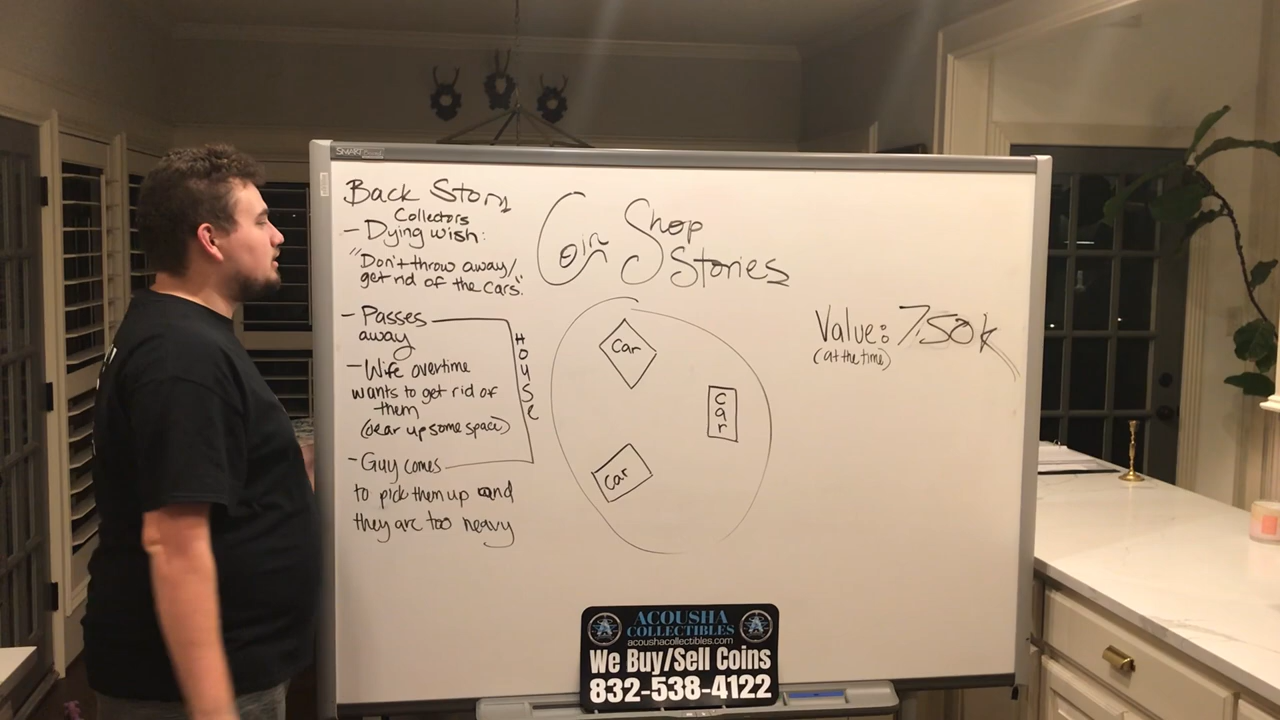 SMART Board
Back Story
Collectors
- Dying wish:
"Don't throw away/
get rid of the cars."
- Passes
away
- Wife overtime
wants to get rid of
them
(clear up some space)
- Guy comes
to pick them up and
they are too heavy
House
Coin Shop
Stories
Car
Car
Car
Value: 750k
(at the time)
ACOUSHA
COLLECTIBLES
acoushacollectibles.com
We Buy/Sell Coins
832-538-4122